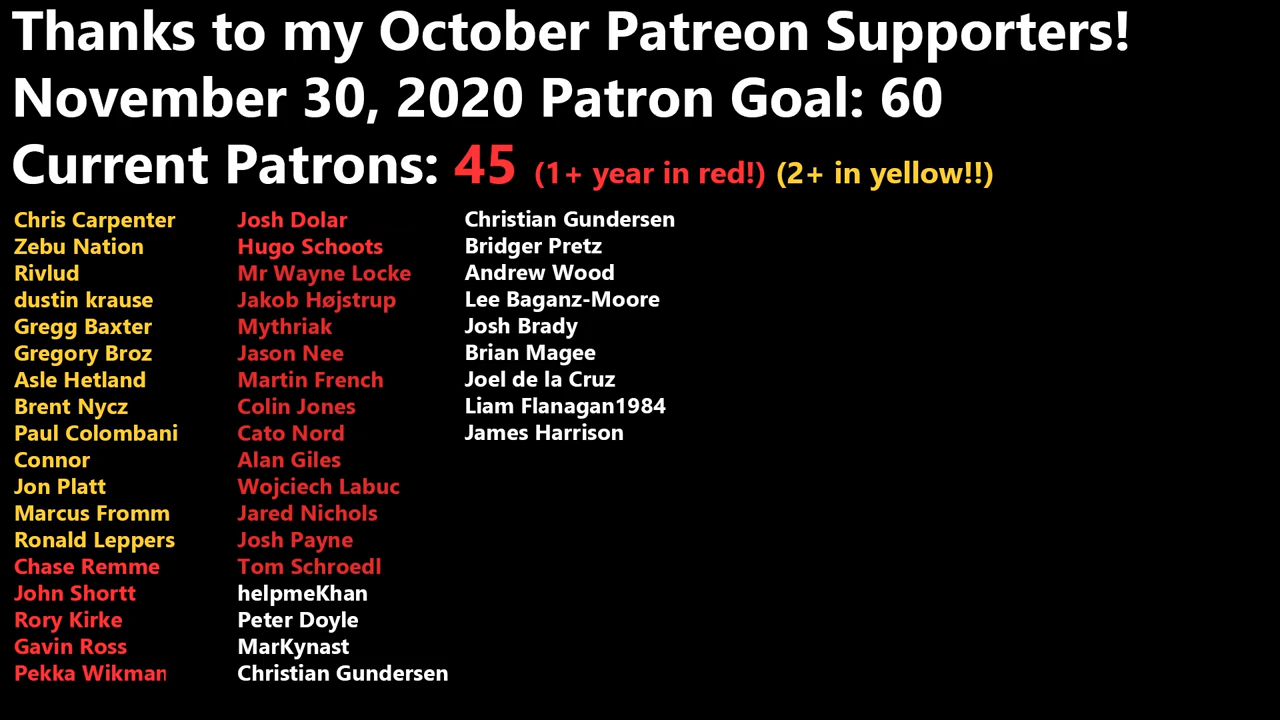 Thanks to my October Patreon Supporters!
November 30, 2020 Patron Goal: 60
Current Patrons: 45 (1+ year in red!) (2+ in yellow!!)
Chris Carpenter
Zebu Nation
Rivlud
dustin krause
Gregg Baxter
Gregory Broz
Asle Hetland
Brent Nycz
Paul Colombani
Connor
Jon Platt
Marcus Fromm
Ronald Leppers
Chase Remme
John Shortt
Rory Kirke
Gavin Ross
Pekka Wikman
Josh Dolar
Hugo Schoots
Mr Wayne Locke
Jakob Højstrup
Mythriak
Jason Nee
Martin French
Colin Jones
Cato Nord
Alan Giles
Wojciech Labuc
Jared Nichols
Josh Payne
Tom Schroedl
helpmeKhan
Peter Doyle
MarKynast
Christian Gundersen
Christian Gundersen
Bridger Pretz
Andrew Wood
Lee Baganz-Moore
Josh Brady
Brian Magee
Joel de la Cruz
Liam Flanagan1984
James Harrison